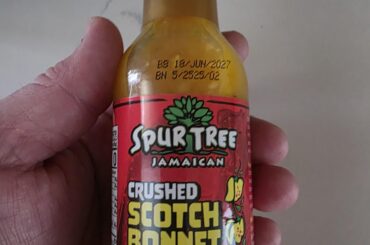 BB 18/JUN/2027
BN 5/2525/02
SPUR TREE
JAMAICAN
CRUSHED
SCOTCH
BONNET